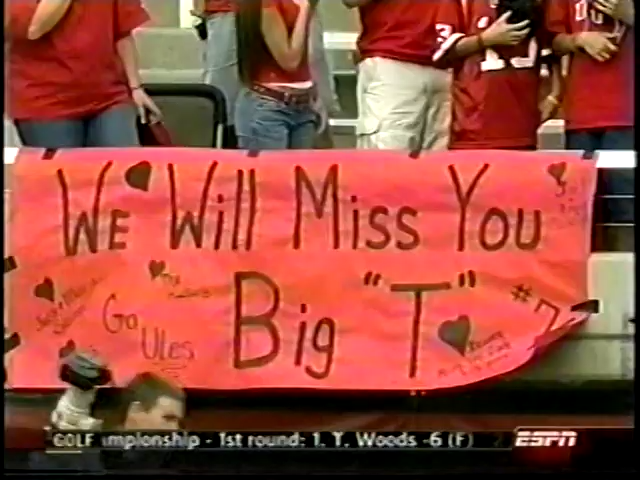 We Will Miss You
Big "T"
#7
Go
Ules
GOLF mpionship - 1st round: 1. T. Woods -6 (F)
ESPN